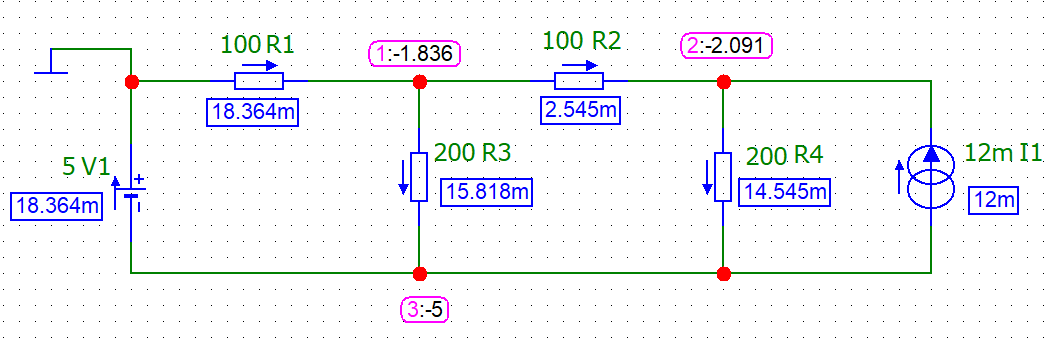 100 R1
1:-1.836
100 R2
2:-2.091
18.364m
2.545m
5 V1
+
200 R3
200 R4
12m I1
18.364m
15.818m
14.545m
12m
3:-5